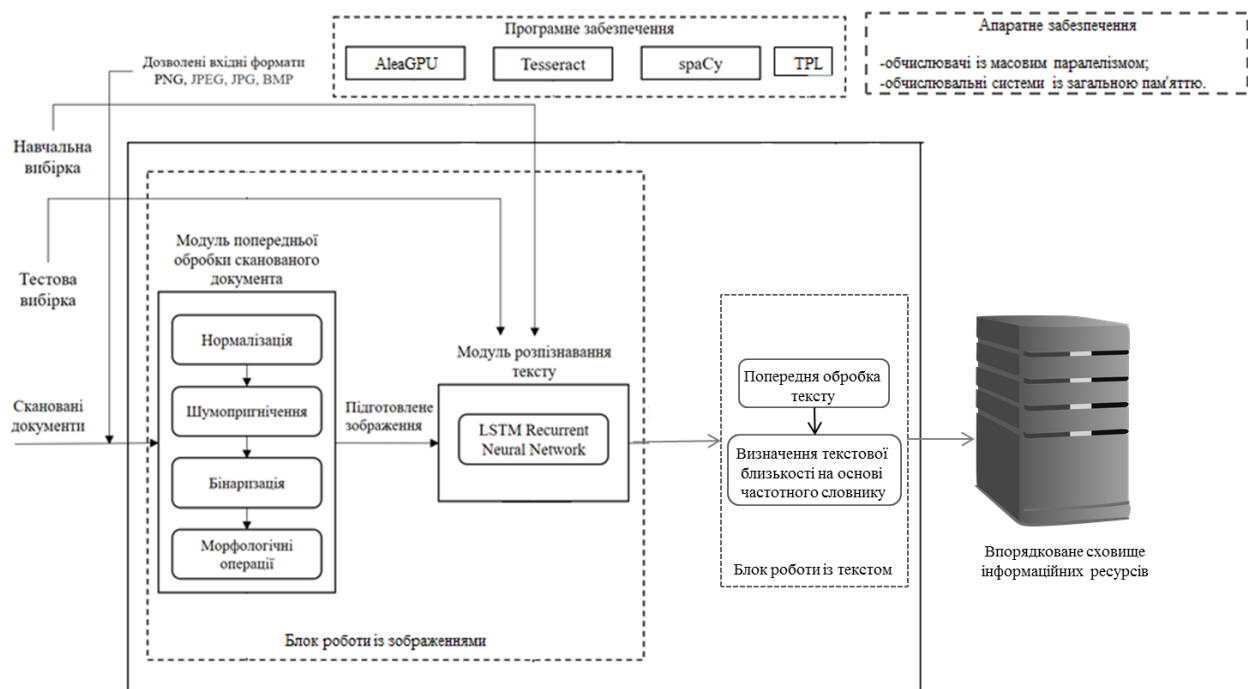 Програмне забезпечення
AleaGPU
Tesseract
spaCy
TPL
Апаратне забезпечення
-обчислювачі із масовим паралелізмом;
-обчислювальні системи із загальною пам'яттю.
Дозволені вхідні формати
PNG, JPEG, JPG, BMP
Навчальна
вибірка
Тестова
вибірка
Скановані
документи
Модуль попередньої
обробки сканованого
документа
Нормалізація
Шумопригнічення
Бінаризація
Морфологічні
операції
Підготовлене
зображення
Модуль розпізнавання
тексту
LSTM Recurrent
Neural Network
Блок роботи із зображеннями
Попередня обробка
тексту
Визначення текстової
близькості на основі
частотного словнику
Блок роботи із текстом
Впорядковане сховище
інформаційних ресурсів